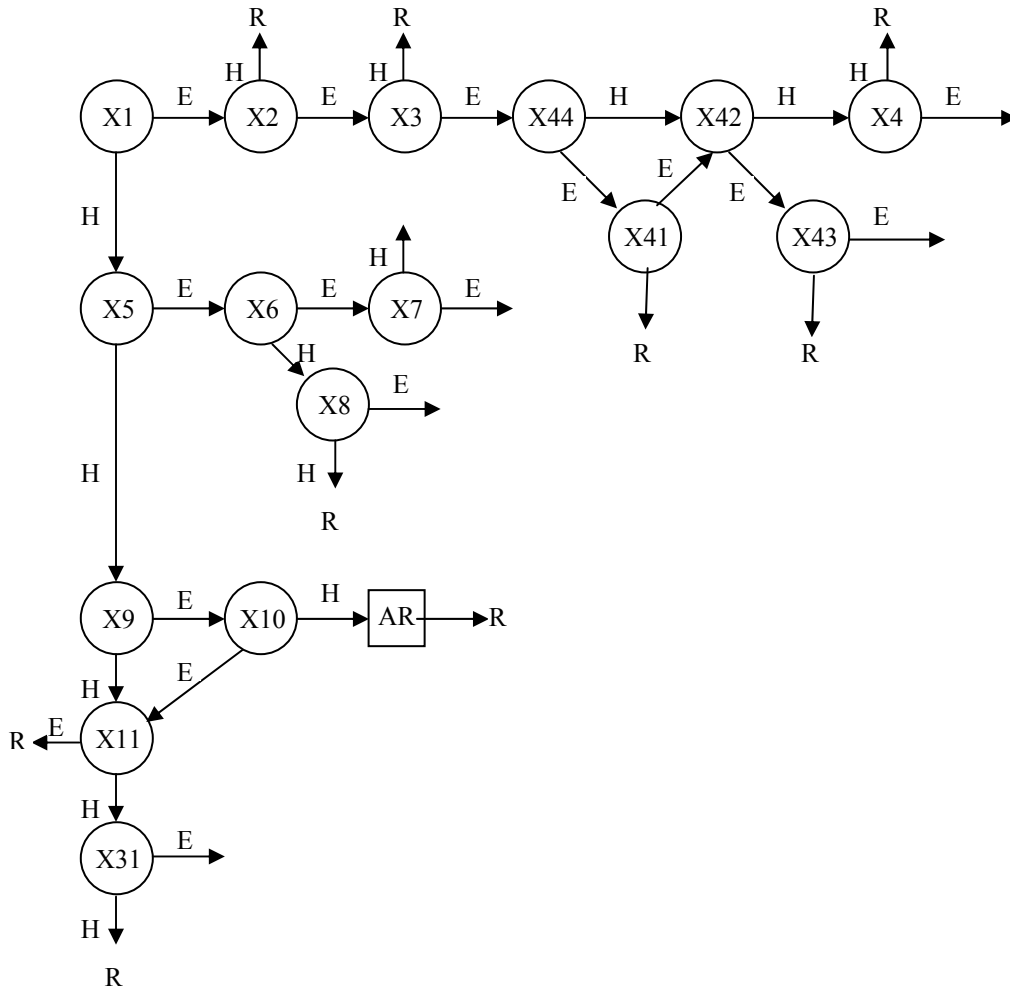 R R R
H H H
E E E H H E
X1 X2 X3 X44 X42 X4
E E E
H X41 X43 E
H
E E E
X5 X6 X7
R R
H
X8 E
H H
R
E H
X9 X10 AR R
E
H
R E X11
H
E
X31
H
R